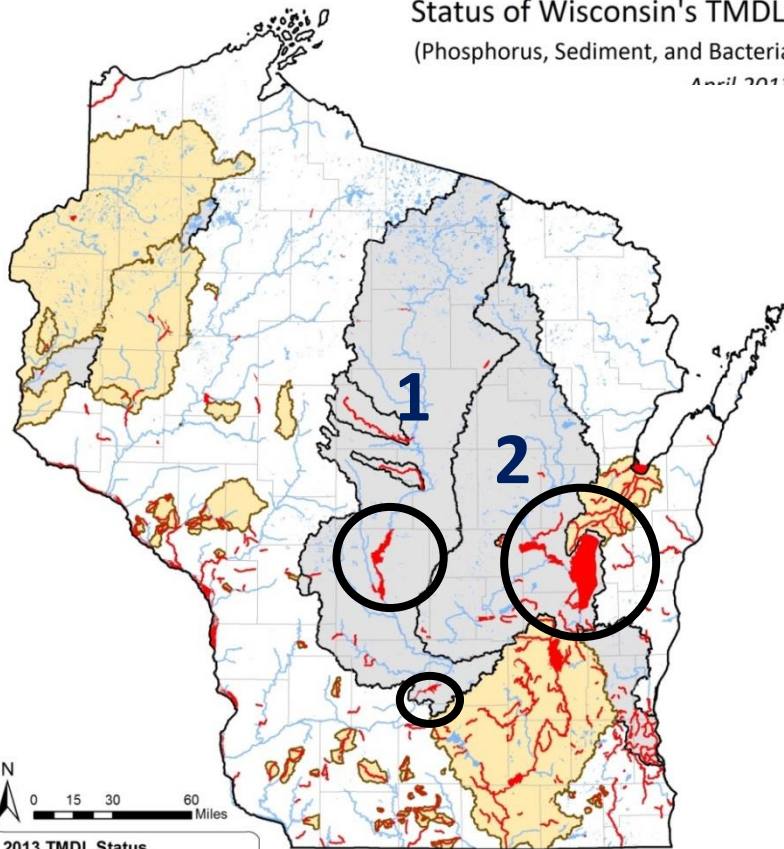 Status of Wisconsin's TMDL
(Phosphorus, Sediment, and Bacteria
1
2
N
0 15 30 60
Miles
2013 TMDL Status